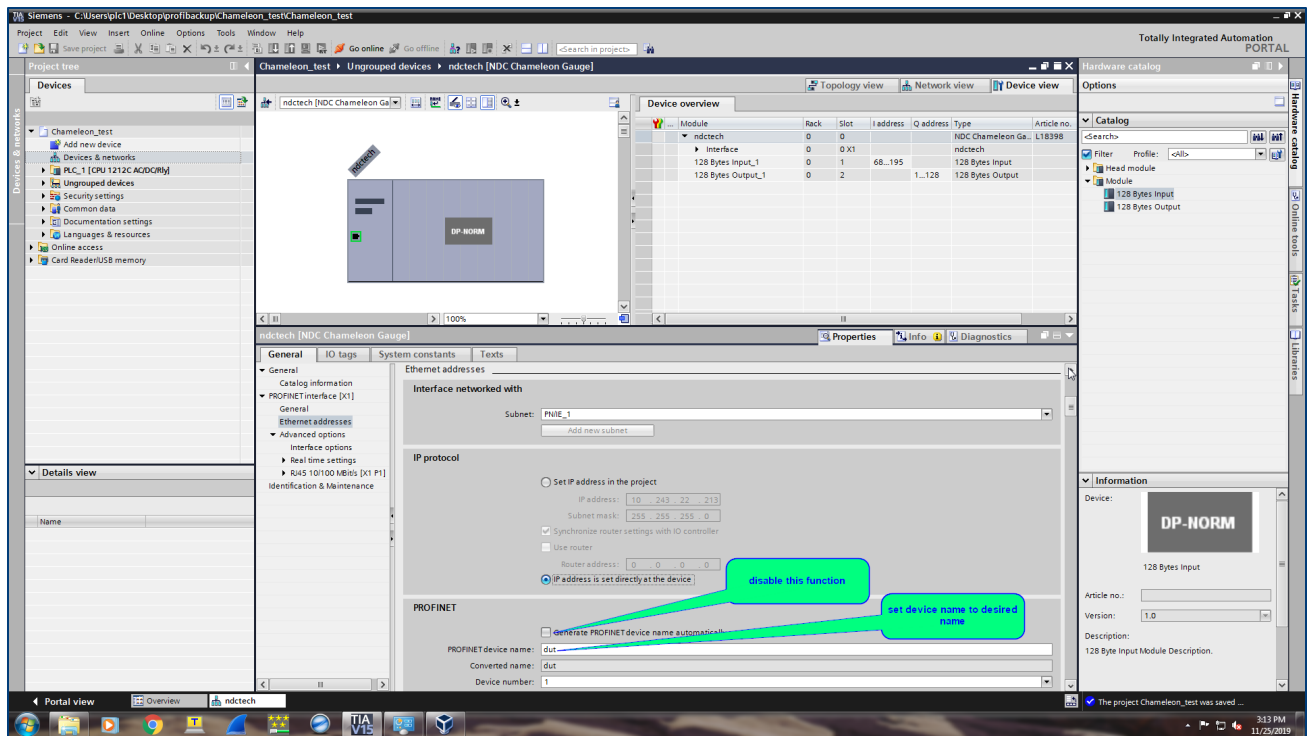 Siemens - C:\Users\plc1\Desktop\profibackup\Chameleon_test\Chameleon_test
Project Edit View Insert Online Options Tools Window Help
Totally Integrated Automation
PORTAL
Save project Go online Go offline <Search in project>
Project tree
Chameleon_test Ungrouped devices ndctech [NDC Chameleon Gauge]
Hardware catalog
Devices
Topology view Network view Device view
Options
ndctech [NDC Chameleon Ga
Device overview
... Module Rack Slot I address Q address Type Article no.
ndctech 0 0 NDC Chameleon Ga... L18398
Interface 0 0 X1 ndctech
128 Bytes Input_1 0 1 68...195 128 Bytes Input
128 Bytes Output_1 0 2 1...128 128 Bytes Output
Catalog
<Search>
Filter Profile: <All>
Head module
Module
128 Bytes Input
128 Bytes Output
Chameleon_test
Add new device
Devices & networks
PLC_1 [CPU 1212C AC/DC/Rly]
Ungrouped devices
Security settings
Common data
Documentation settings
Languages & resources
Online access
Card Reader/USB memory
Devices & networks
ndctech
DP-NORM
100%
Hardware catalog
Online tools
Tasks
Libraries
ndctech [NDC Chameleon Gauge]
Properties Info Diagnostics
General IO tags System constants Texts
General
Catalog information
PROFINET interface [X1]
General
Ethernet addresses
Advanced options
Interface options
Real time settings
RJ45 10/100 MBit/s [X1 P1]
Identification & Maintenance
Ethernet addresses
Interface networked with
Subnet: PN/IE_1
Add new subnet
IP protocol
Set IP address in the project
IP address: 10 . 243 . 22 . 213
Subnet mask: 255 . 255 . 255 . 0
Synchronize router settings with IO controller
Use router
Router address: 0 . 0 . 0 . 0
IP address is set directly at the device
disable this function
set device name to desired
name
PROFINET
Generate PROFINET device name automatically
PROFINET device name: dut
Converted name: dut
Device number: 1
Details view
Name
Information
Device:
DP-NORM
128 Bytes Input
Article no.:
Version: 1.0
Description:
128 Byte Input Module Description.
Portal view Overview ndctech
The project Chameleon_test was saved ...
TIA
V15
3:13 PM
11/25/2019